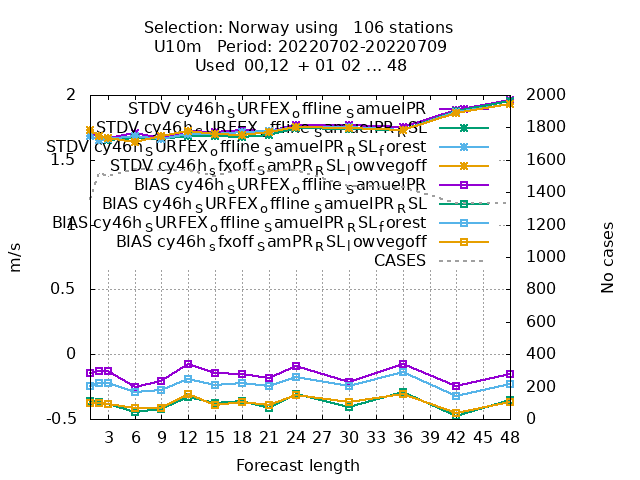 Selection: Norway using 106 stations
U10m Period: 20220702-20220709
Used 00,12 + 01 02 ... 48
2
1.5
1
0.5
0
-0.5
m/s
2000
1800
1600
1400
1200
1000
800
600
400
200
0
No cases
STDV cy46h_SURFEX_offline_SamuelPR
STDV cy46h_SURFEX_offline_SamuelPR_RSL
STDV cy46h_SURFEX_offline_SamuelPR_RSL_forest
STDV cy46h_sfxoff_SamPR_RSL_lowvegoff
BIAS cy46h_SURFEX_offline_SamuelPR
BIAS cy46h_SURFEX_offline_SamuelPR_RSL
BIAS cy46h_SURFEX_offline_SamuelPR_RSL_forest
BIAS cy46h_sfxoff_SamPR_RSL_lowvegoff
CASES
3 6 9 12 15 18 21 24 27 30 33 36 39 42 45 48
Forecast length